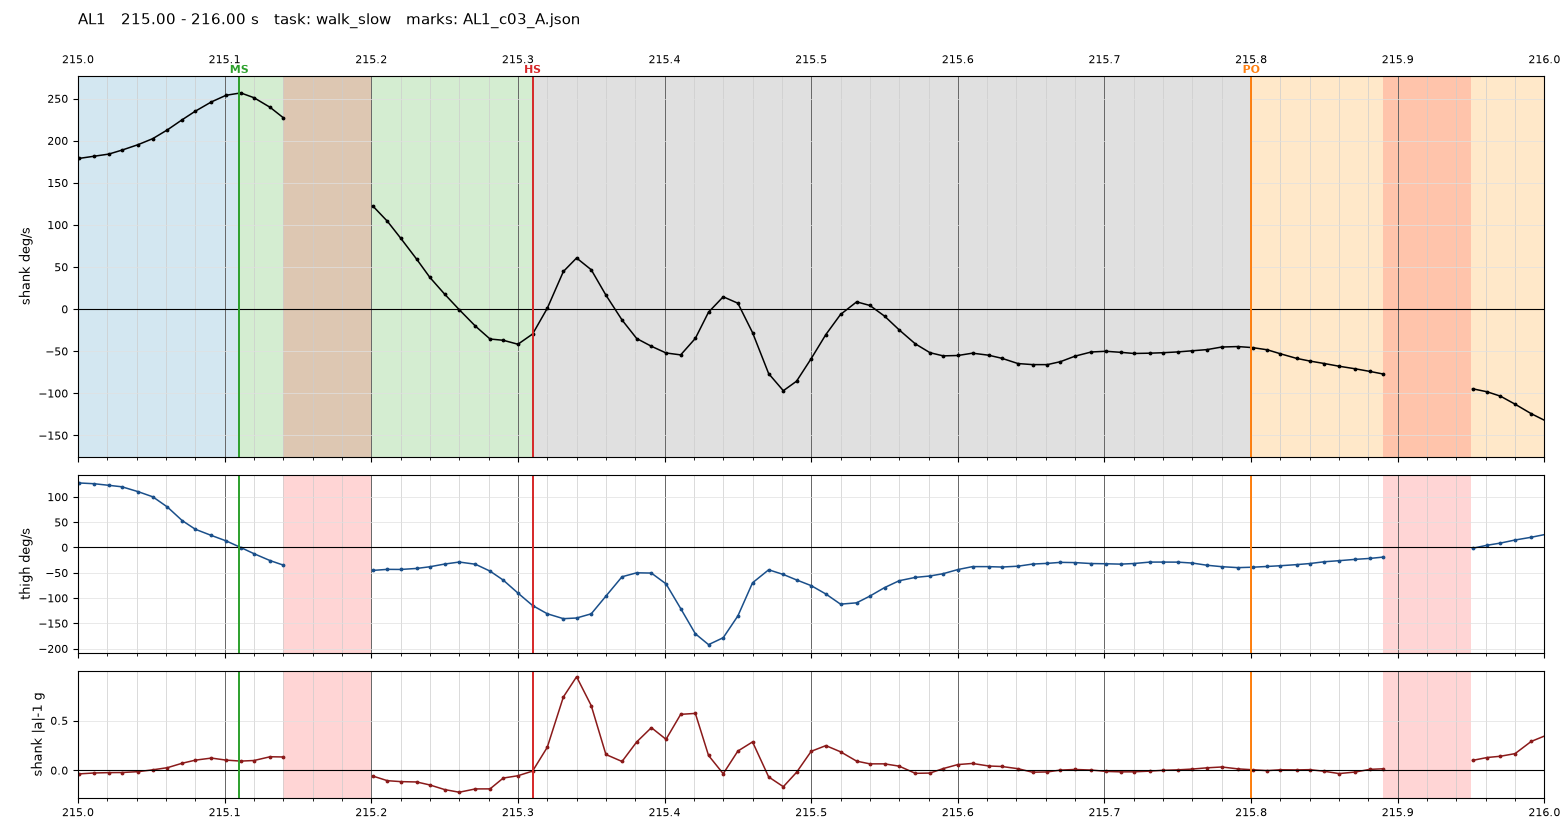 AL1 215.00 - 216.00 s task: walk_slow marks: AL1_c03_A.json
215.0 215.1 215.2 215.3 215.4 215.5 215.6 215.7 215.8 215.9 216.0
MS HS PO
250
200
150
100
50
0
−50
−100
−150
shank deg/s
100
50
0
−50
−100
−150
−200
thigh deg/s
0.5
0.0
shank |a|-1 g
215.0 215.1 215.2 215.3 215.4 215.5 215.6 215.7 215.8 215.9 216.0